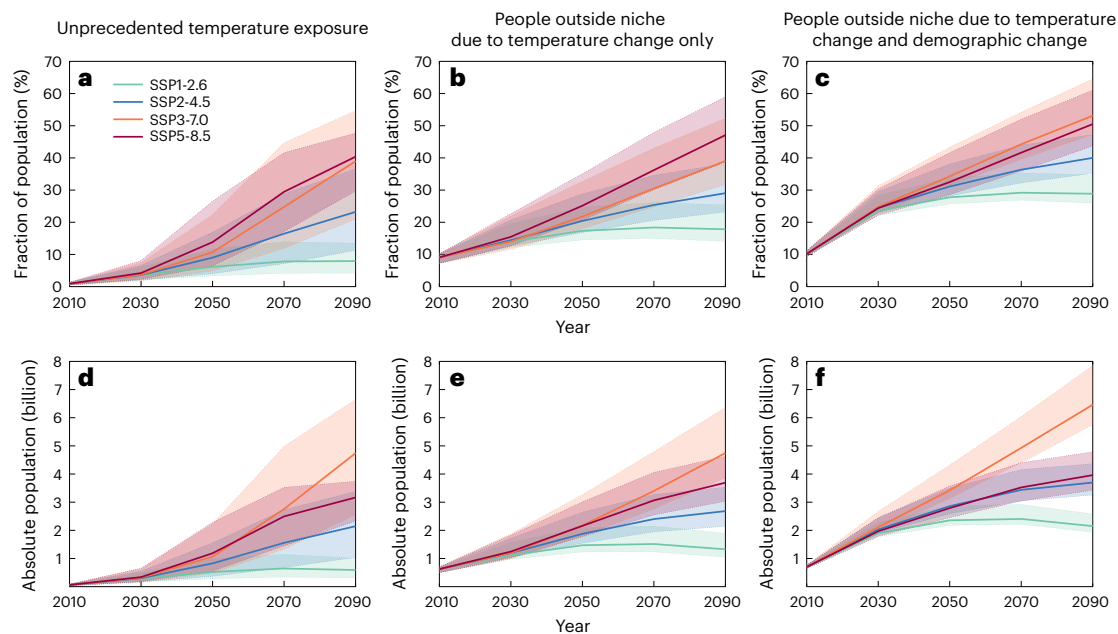 Unprecedented temperature exposure
People outside niche
due to temperature change only
People outside niche due to temperature
change and demographic change
a
SSP1-2.6
SSP2-4.5
SSP3-7.0
SSP5-8.5
Fraction of population (%)
70
60
50
40
30
20
10
0
2010 2030 2050 2070 2090
b
Fraction of population (%)
70
60
50
40
30
20
10
0
2010 2030 2050 2070 2090
Year
c
Fraction of population (%)
70
60
50
40
30
20
10
0
2010 2030 2050 2070 2090
d
Absolute population (billion)
8
7
6
5
4
3
2
1
2010 2030 2050 2070 2090
e
Absolute population (billion)
8
7
6
5
4
3
2
1
2010 2030 2050 2070 2090
Year
f
Absolute population (billion)
8
7
6
5
4
3
2
1
2010 2030 2050 2070 2090